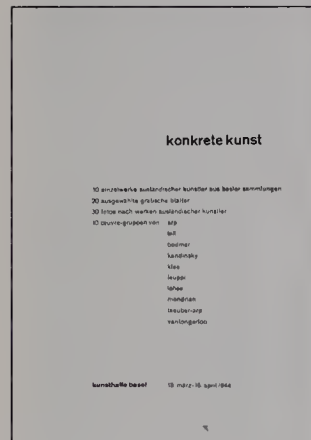 konkrete kunst
10 einzelwerke ausländischer künstler aus basler sammlungen
20 ausgewählte grafische blätter
30 fotos nach werken ausländischer künstler
10 oeuvre-gruppen von arp
bill
bodmer
kandinsky
klee
leuppi
lohse
mondrian
taeuber-arp
vantongerloo
kunsthalle basel 18 märz-16 april 1944